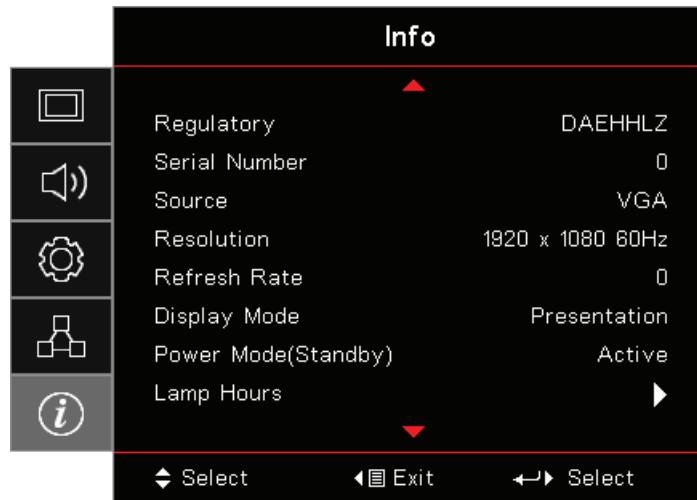 Info
Regulatory DAEHHLZ
Serial Number 0
Source VGA
Resolution 1920 x 1080 60Hz
Refresh Rate 0
Display Mode Presentation
Power Mode(Standby) Active
Lamp Hours
Select Exit Select